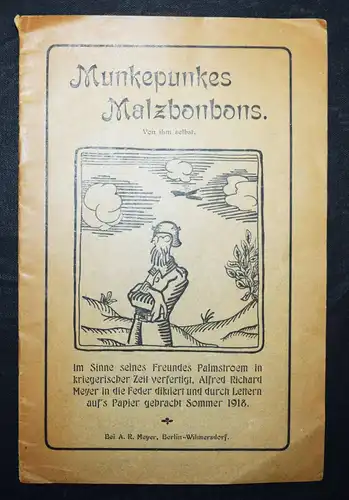 Munkepunkes
Malzbonbons.
Von ihm selbst.
Im Sinne seines Freundes Palmstroem in
kriegerischer Zeit verfertigt, Alfred Richard
Meyer in die Feder diktiert und durch Lettern
auf's Papier gebracht Sommer 1918.
Bei A. R. Meyer, Berlin-Wilmersdorf.